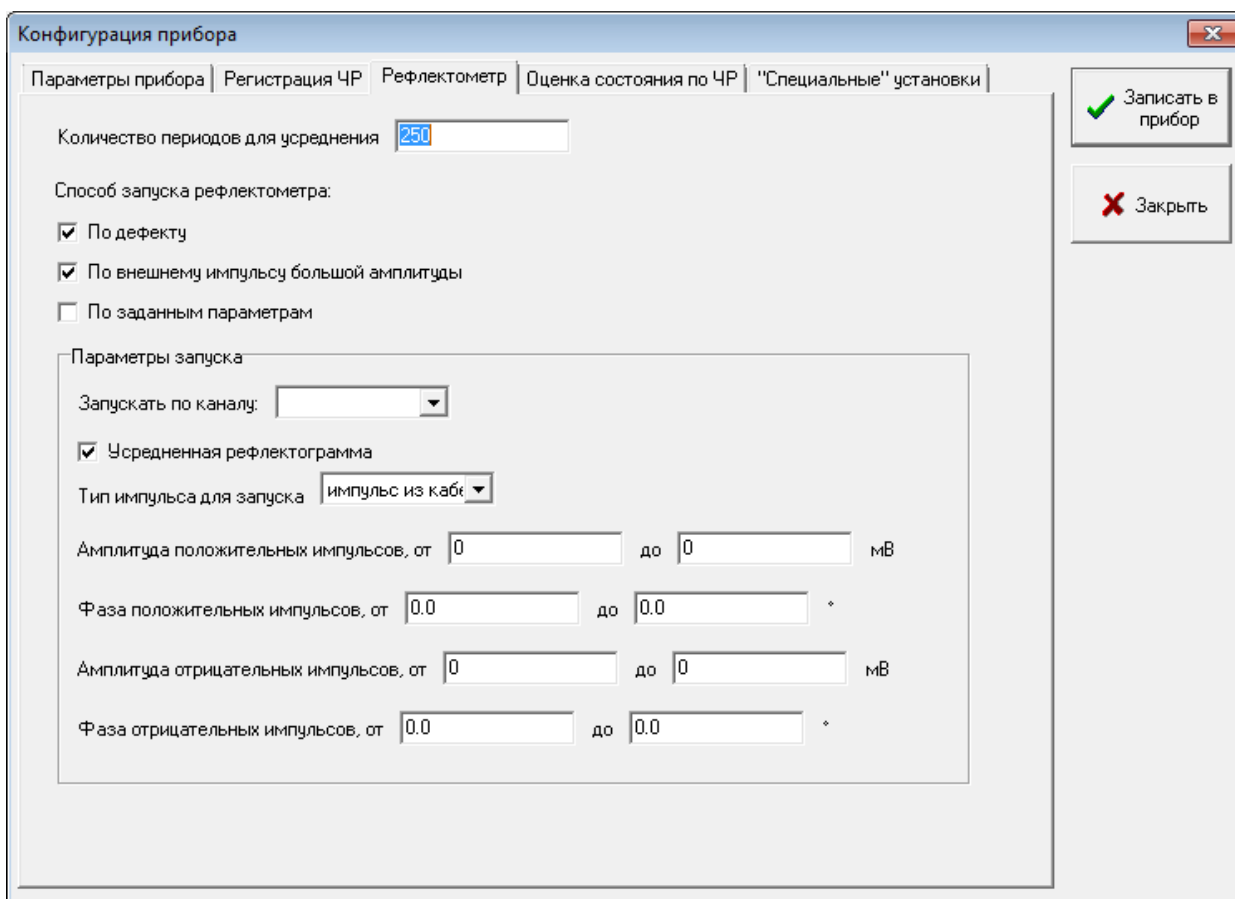 Конфигурация прибора
Параметры прибора Регистрация ЧР Рефлектометр Оценка состояния по ЧР "Специальные" установки
Записать в
прибор
Закрыть
Количество периодов для усреднения 250
Способ запуска рефлектометра:
По дефекту
По внешнему импульсу большой амплитуды
По заданным параметрам
Параметры запуска
Запускать по каналу:
Усредненная рефлектограмма
Тип импульса для запуска импульс из кабе
Амплитуда положительных импульсов, от 0 до 0 мВ
Фаза положительных импульсов, от 0.0 до 0.0 °
Амплитуда отрицательных импульсов, от 0 до 0 мВ
Фаза отрицательных импульсов, от 0.0 до 0.0 °